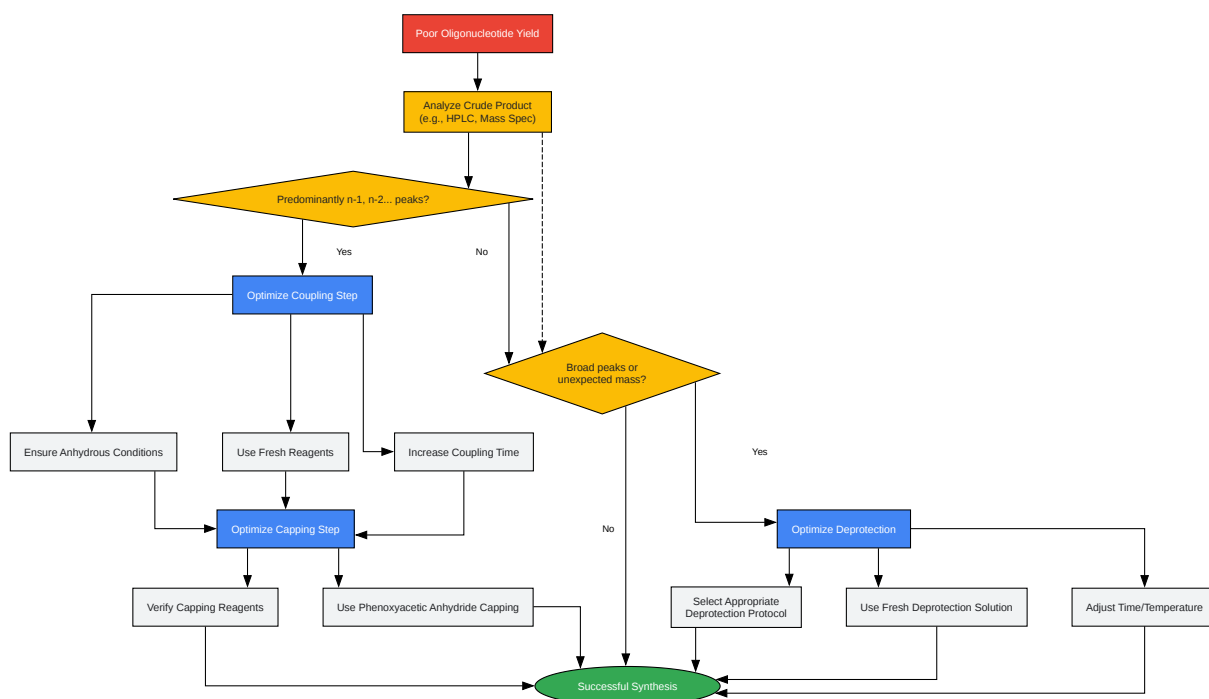 Poor Oligonucleotide Yield
Analyze Crude Product
(e.g., HPLC, Mass Spec)
Predominantly n-1, n-2... peaks?
Yes
No
Optimize Coupling Step
Broad peaks or
unexpected mass?
Ensure Anhydrous Conditions
Use Fresh Reagents
Increase Coupling Time
Yes
Optimize Capping Step
No
Optimize Deprotection
Verify Capping Reagents
Use Phenoxyacetic Anhydride Capping
Select Appropriate
Deprotection Protocol
Use Fresh Deprotection Solution
Adjust Time/Temperature
Successful Synthesis